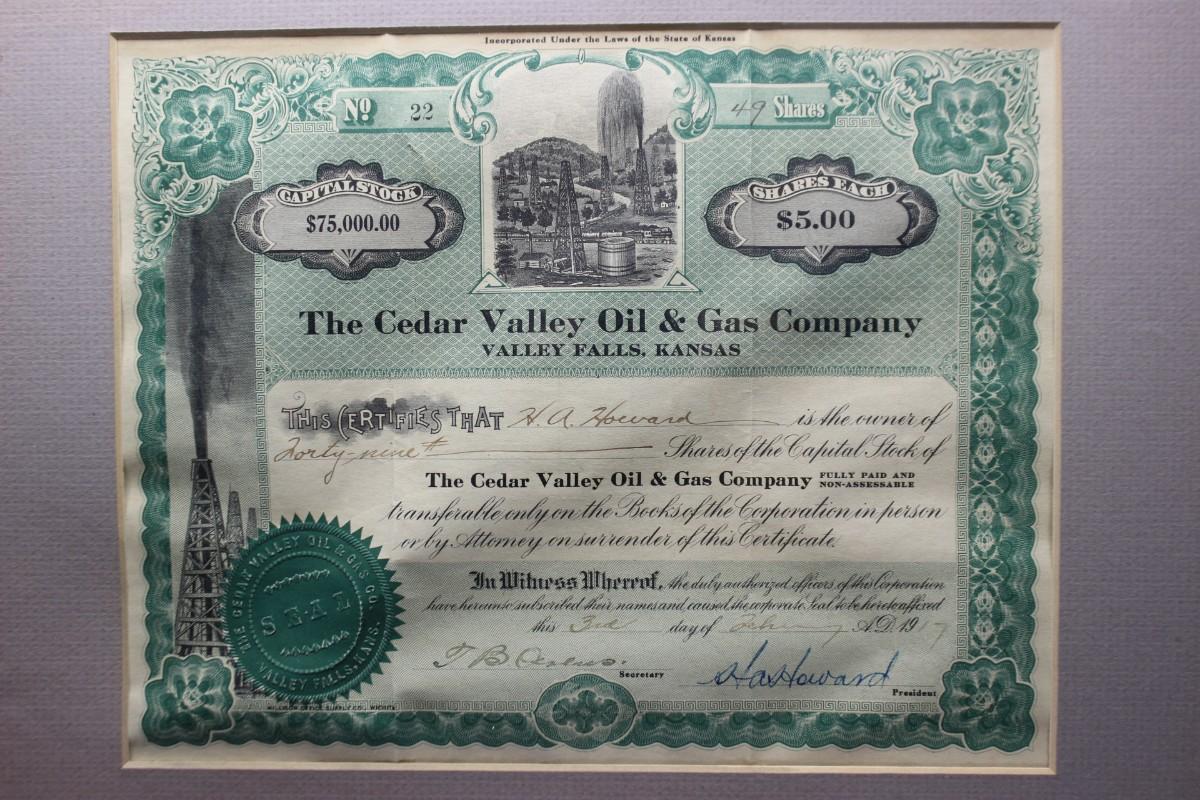 Incorporated Under the Laws of the State of Kansas
No 22
49 Shares
CAPITAL STOCK
$75,000.00
SHARES EACH
$5.00
The Cedar Valley Oil & Gas Company
VALLEY FALLS, KANSAS
THIS CERTIFIES THAT H. A. Howard is the owner of
Forty-nine Shares of the Capital Stock of
The Cedar Valley Oil & Gas Company FULLY PAID AND NON-ASSESSABLE
transferable only on the Books of the Corporation in person
or by Attorney on surrender of this Certificate.
In Witness Whereof, the duly authorized officers of this Corporation
have hereunto subscribed their names and caused the corporate Seal to be hereto affixed
this 3rd day of February A.D. 1917
T B
Secretary
H A Howard
President
VALLEY OIL & GAS CO.
SEAL
VALLEY FALLS, KANS.
OFFICE SUPPLY CO., WICHITA